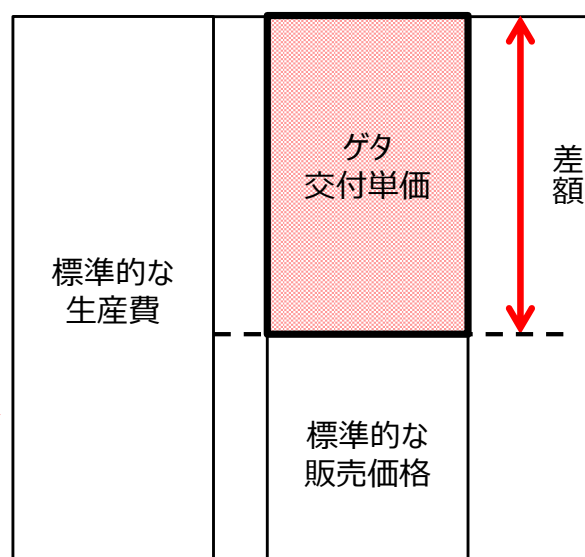 標準的な
生産費
ゲタ
交付単価
標準的な
販売価格
差額